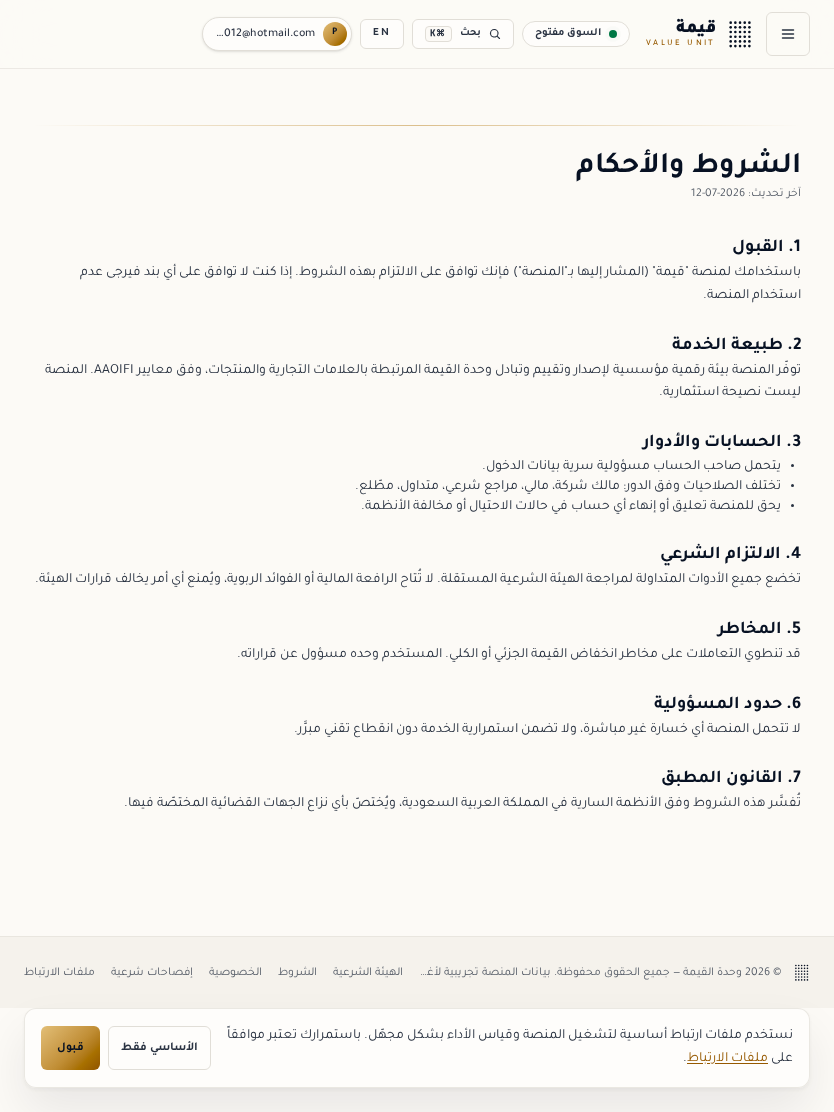 قيمة
VALUE UNIT
السوق مفتوح
بحث ⌘K
EN
P
012@hotmail.com…
الشروط والأحكام
آخر تحديث: 2026-07-12
1. القبول
باستخدامك لمنصة "قيمة" (المشار إليها بـ"المنصة") فإنك توافق على الالتزام بهذه الشروط. إذا كنت لا توافق على أي بند فيرجى عدم
استخدام المنصة.
2. طبيعة الخدمة
توفّر المنصة بيئة رقمية مؤسسية لإصدار وتقييم وتبادل وحدة القيمة المرتبطة بالعلامات التجارية والمنتجات، وفق معايير AAOIFI. المنصة
ليست نصيحة استثمارية.
3. الحسابات والأدوار
• يتحمل صاحب الحساب مسؤولية سرية بيانات الدخول.
• تختلف الصلاحيات وفق الدور: مالك شركة، مالي، مراجع شرعي، متداول، مطّلع.
• يحق للمنصة تعليق أو إنهاء أي حساب في حالات الاحتيال أو مخالفة الأنظمة.
4. الالتزام الشرعي
تخضع جميع الأدوات المتداولة لمراجعة الهيئة الشرعية المستقلة. لا تُتاح الرافعة المالية أو الفوائد الربوية، ويُمنع أي أمر يخالف قرارات الهيئة.
5. المخاطر
قد تنطوي التعاملات على مخاطر انخفاض القيمة الجزئي أو الكلي. المستخدم وحده مسؤول عن قراراته.
6. حدود المسؤولية
لا تتحمل المنصة أي خسارة غير مباشرة، ولا تضمن استمرارية الخدمة دون انقطاع تقني مبرَّر.
7. القانون المطبق
تُفسَّر هذه الشروط وفق الأنظمة السارية في المملكة العربية السعودية، ويُختصّ بأي نزاع الجهات القضائية المختصّة فيها.
© 2026 وحدة القيمة — جميع الحقوق محفوظة. بيانات المنصة تجريبية لأغـ…
الهيئة الشرعية
الشروط
الخصوصية
إفصاحات شرعية
ملفات الارتباط
نستخدم ملفات ارتباط أساسية لتشغيل المنصة وقياس الأداء بشكل مجهّل. باستمرارك تعتبر موافقاً
على ملفات الارتباط.
الأساسي فقط
قبول